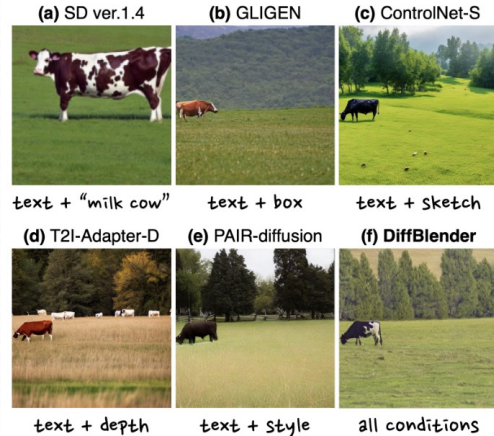 (a) SD ver.1.4
(b) GLIGEN
(c) ControlNet-S
text + "milk cow"
text + box
text + sketch
(d) T2I-Adapter-D
(e) PAIR-diffusion
(f) DiffBlender
text + depth
text + style
all conditions